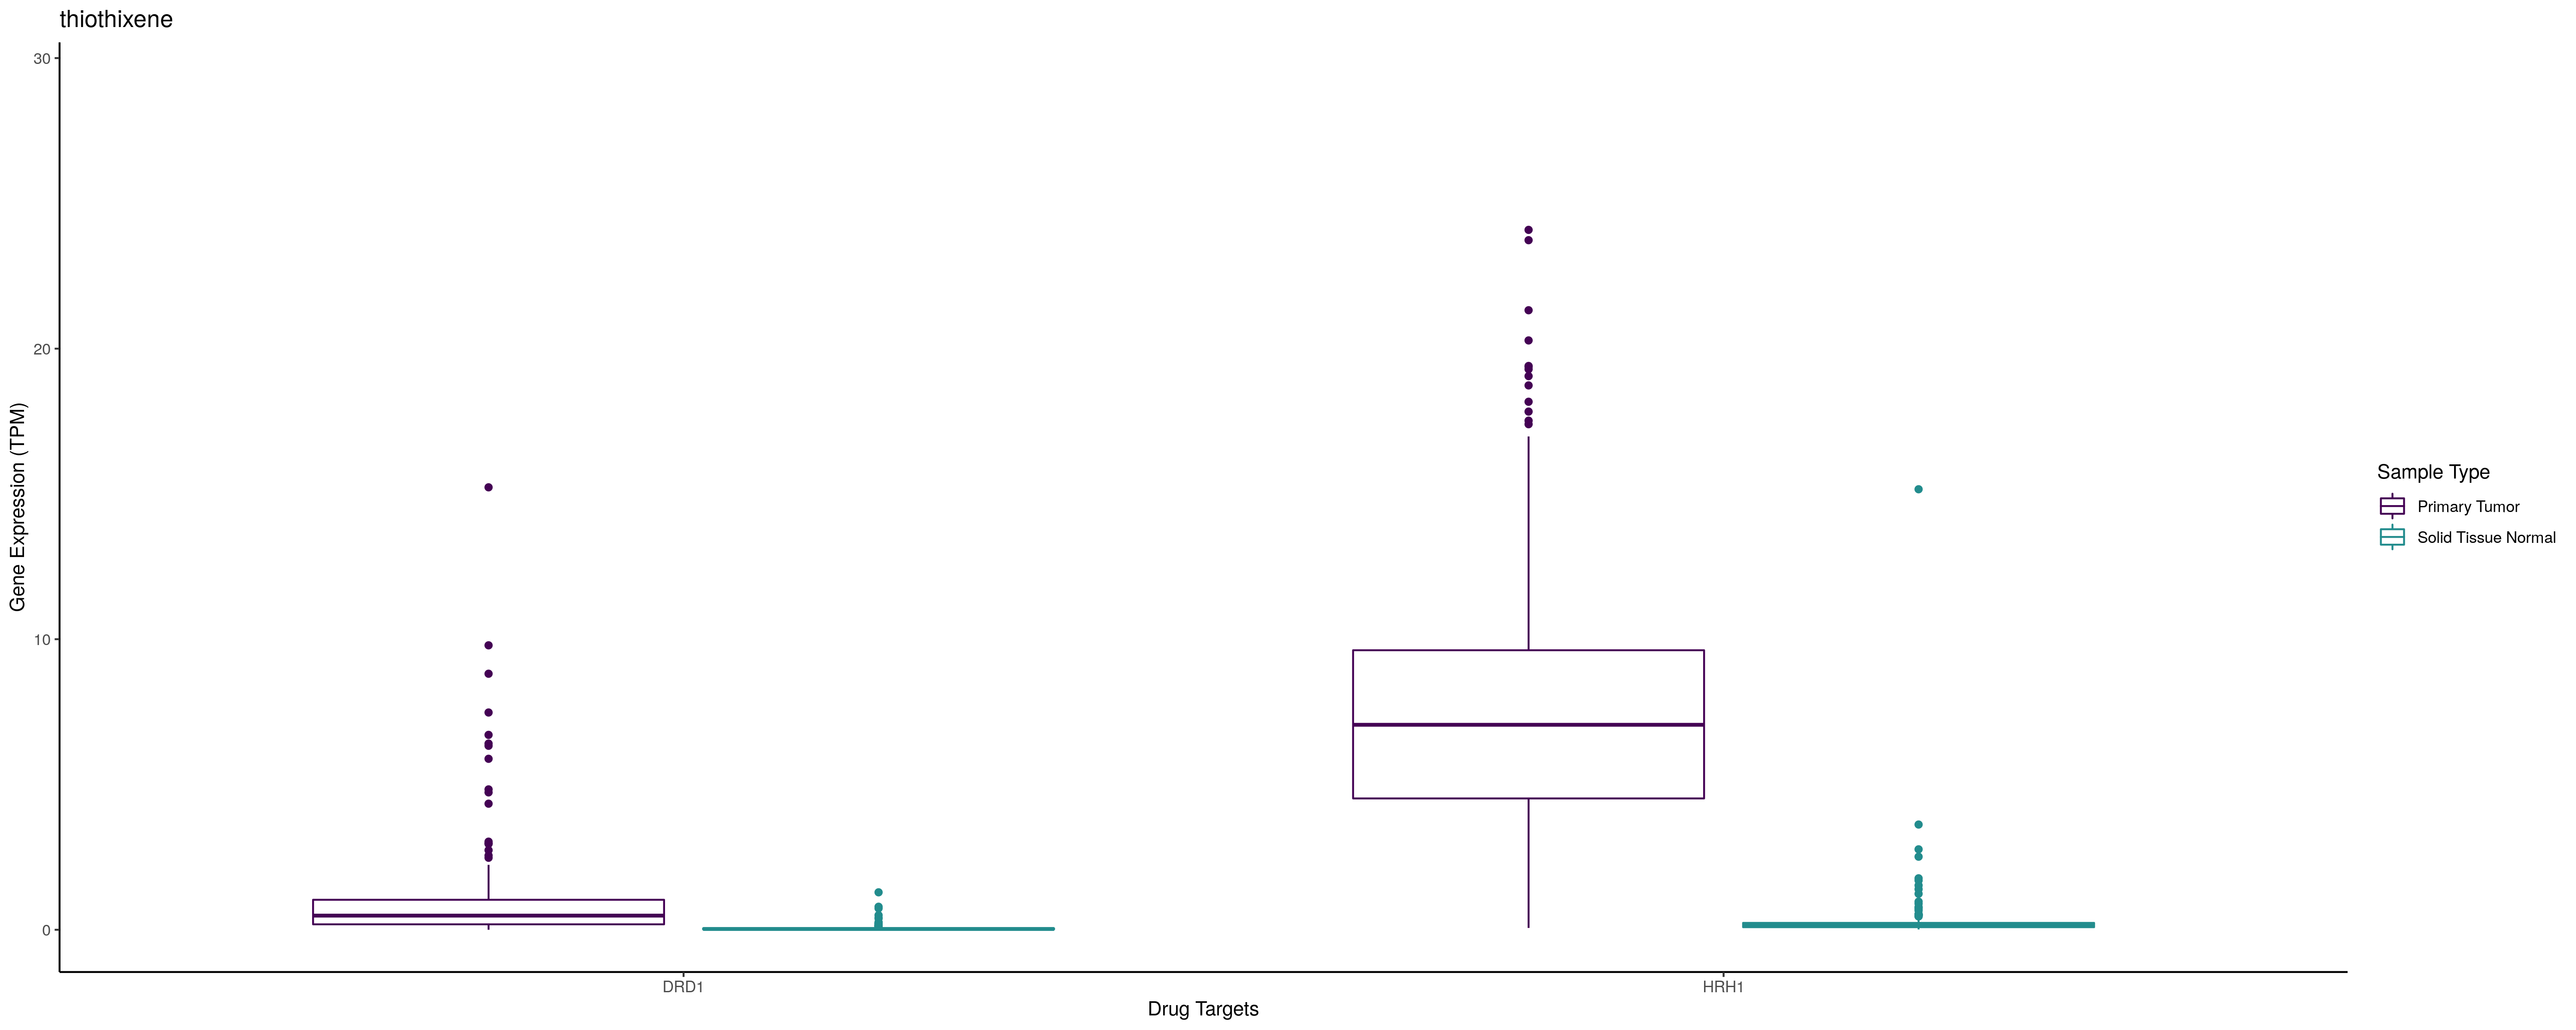 thiothixene
30
20
10
0
Gene Expression (TPM)
DRD1
HRH1
Drug Targets
Sample Type
Primary Tumor
Solid Tissue Normal